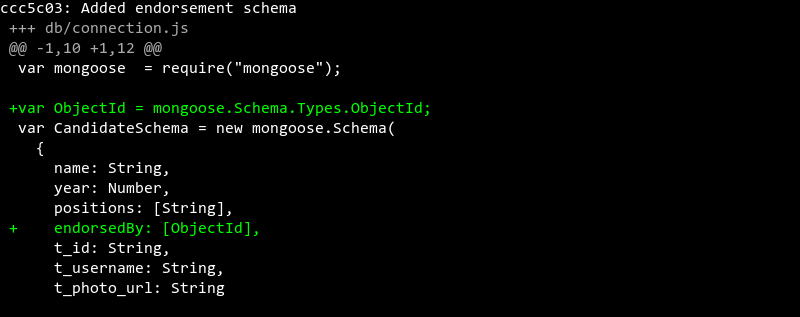 ccc5c03: Added endorsement schema
+++ db/connection.js
@@ -1,10 +1,12 @@
var mongoose  = require("mongoose");
+var ObjectId = mongoose.Schema.Types.ObjectId;
var CandidateSchema = new mongoose.Schema(
{
name: String,
year: Number,
positions: [String],
+    endorsedBy: [ObjectId],
t_id: String,
t_username: String,
t_photo_url: String